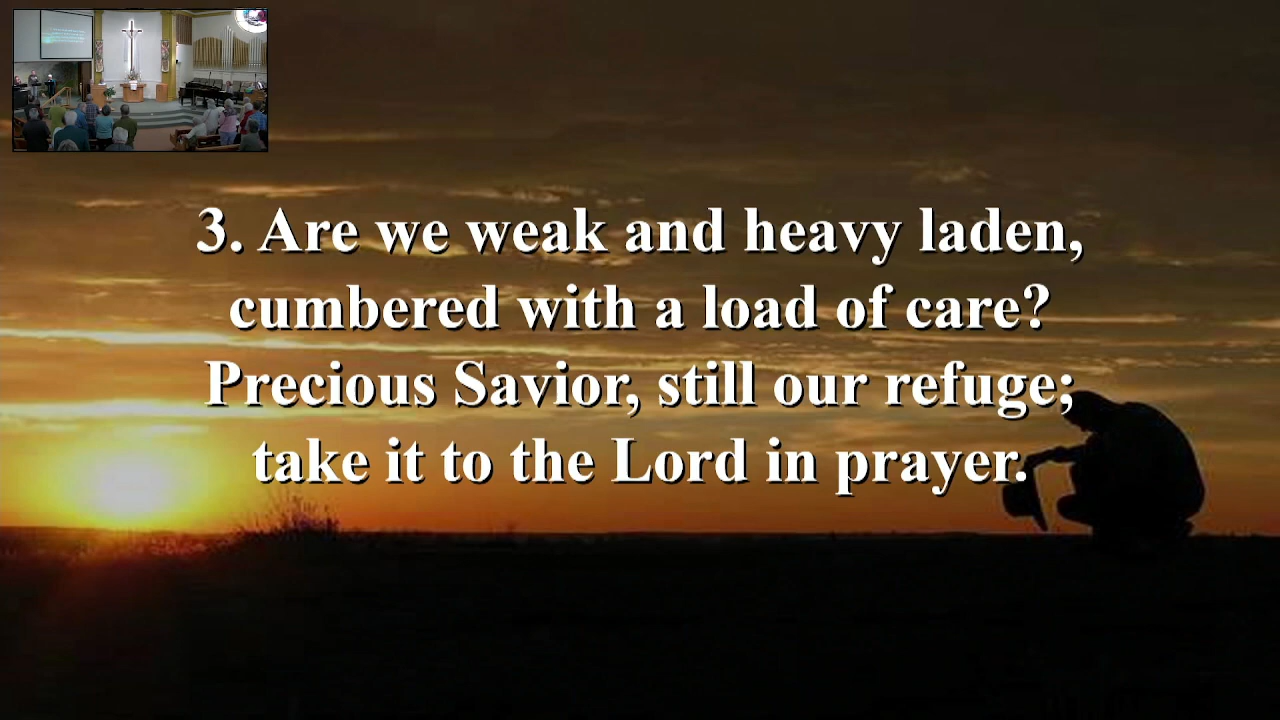 3. Are we weak and heavy laden,
cumbered with a load of care?
Precious Savior, still our refuge;
take it to the Lord in prayer.